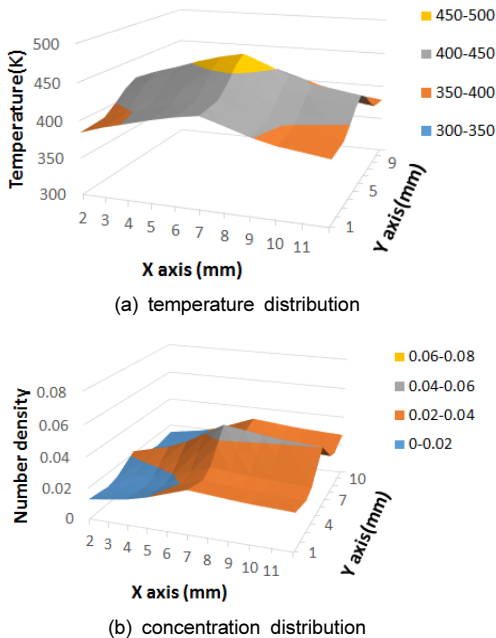 500
450
400
350
300
Temperature(K)
2 3 4 5 6 7 8 9 10 11
X axis (mm)
1 5 9
Y axis(mm)
450-500
400-450
350-400
300-350
(a) temperature distribution
0.08
0.06
0.04
0.02
0
Number density
2 3 4 5 6 7 8 9 10 11
X axis (mm)
1 4 7 10
Y axis(mm)
0.06-0.08
0.04-0.06
0.02-0.04
0-0.02
(b) concentration distribution